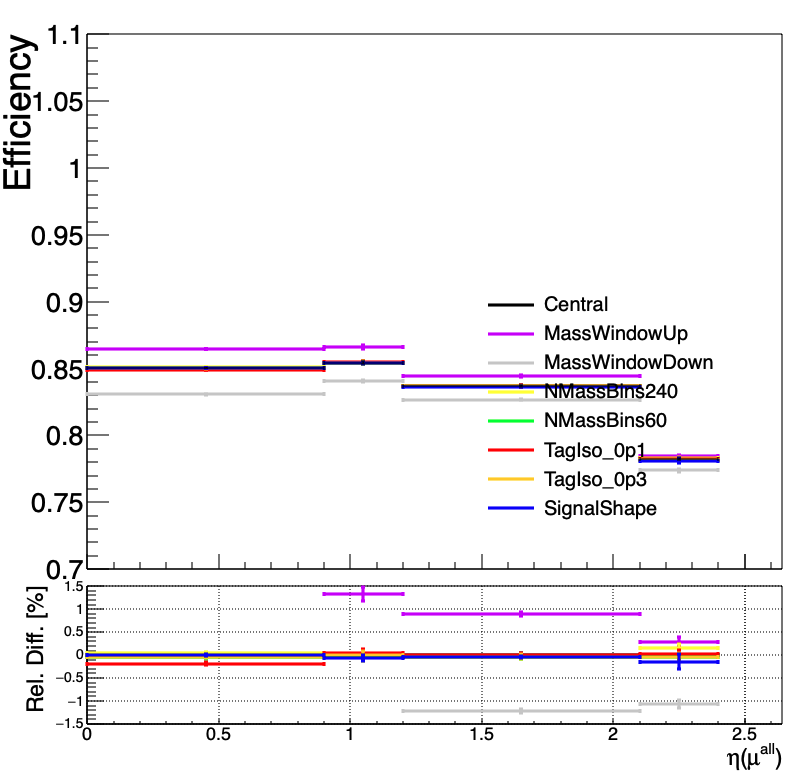 Efficiency
1.1
1.05
1
0.95
0.9
0.85
0.8
0.75
0.7
Central
MassWindowUp
MassWindowDown
NMassBins240
NMassBins60
TagIso_0p1
TagIso_0p3
SignalShape
Rel. Diff. [%]
1.5
1
0.5
0
−0.5
−1
−1.5
0 0.5 1 1.5 2 2.5
η(μ^all)